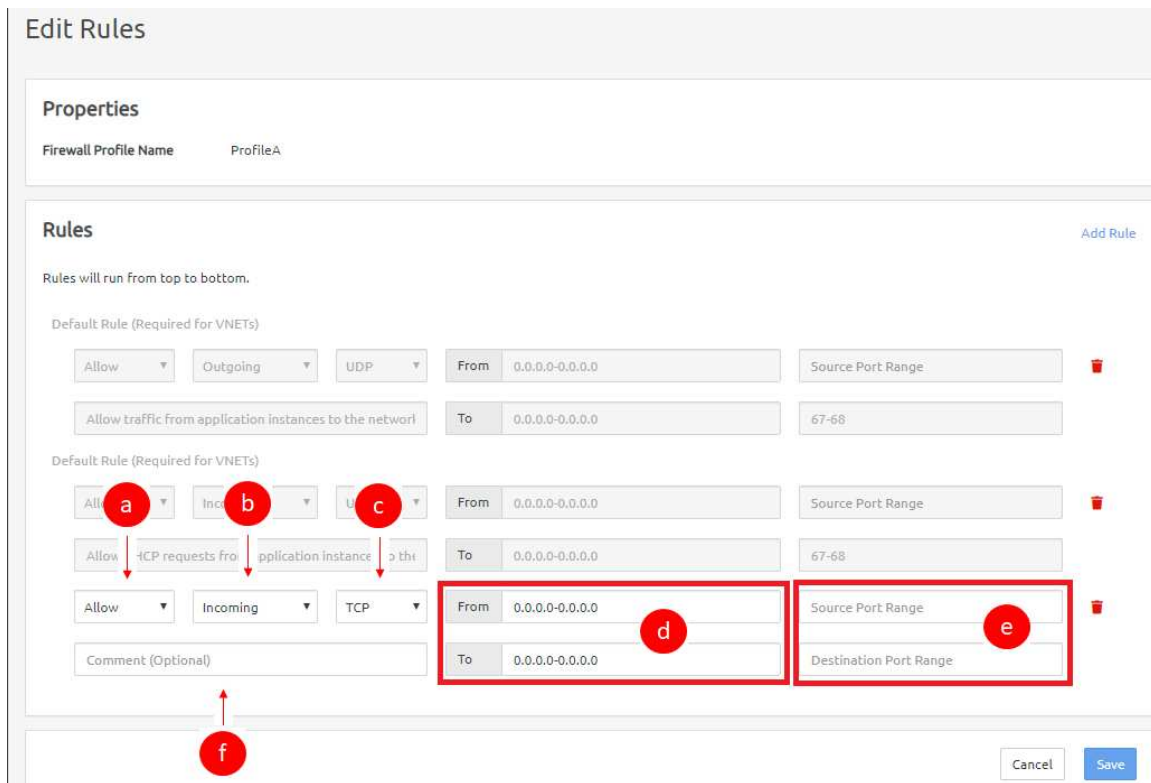 Edit Rules
Properties
Firewall Profile Name ProfileA
Rules Add Rule
Rules will run from top to bottom.
Default Rule (Required for VNETs)
Allow Outgoing UDP From 0.0.0.0-0.0.0.0 Source Port Range
Allow traffic from application instances to the network To 0.0.0.0-0.0.0.0 67-68
Default Rule (Required for VNETs)
a b c
From 0.0.0.0-0.0.0.0 Source Port Range
Allow requests application To 0.0.0.0-0.0.0.0 67-68
Allow Incoming TCP From 0.0.0.0-0.0.0.0 Source Port Range
d e
Comment (Optional) To 0.0.0.0-0.0.0.0 Destination Port Range
f
Cancel Save